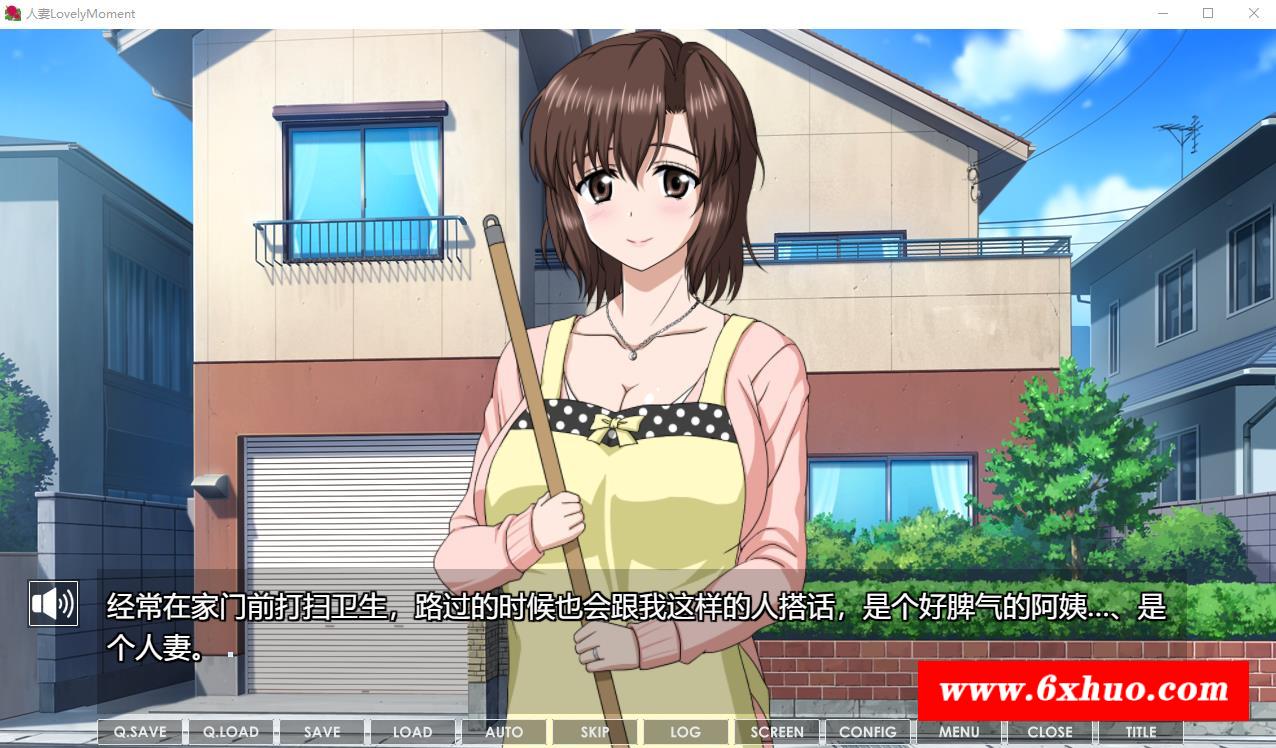 人妻LovelyMoment
经常在家门前打扫卫生，路过的时候也会跟我这样的人搭话，是个好脾气的阿姨...、是
个人妻。
www.6xhuo.com
Q.SAVE Q.LOAD SAVE LOAD AUTO SKIP LOG SCREEN CONFIG MENU CLOSE TITLE